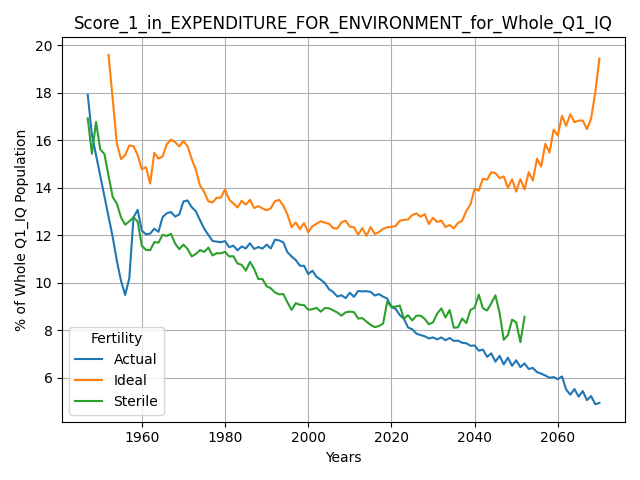 Score_1_in_EXPENDITURE_FOR_ENVIRONMENT_for_Whole_Q1_IQ
% of Whole Q1_IQ Population
20
18
16
14
12
10
8
6
Fertility
Actual
Ideal
Sterile
1960 1980 2000 2020 2040 2060
Years